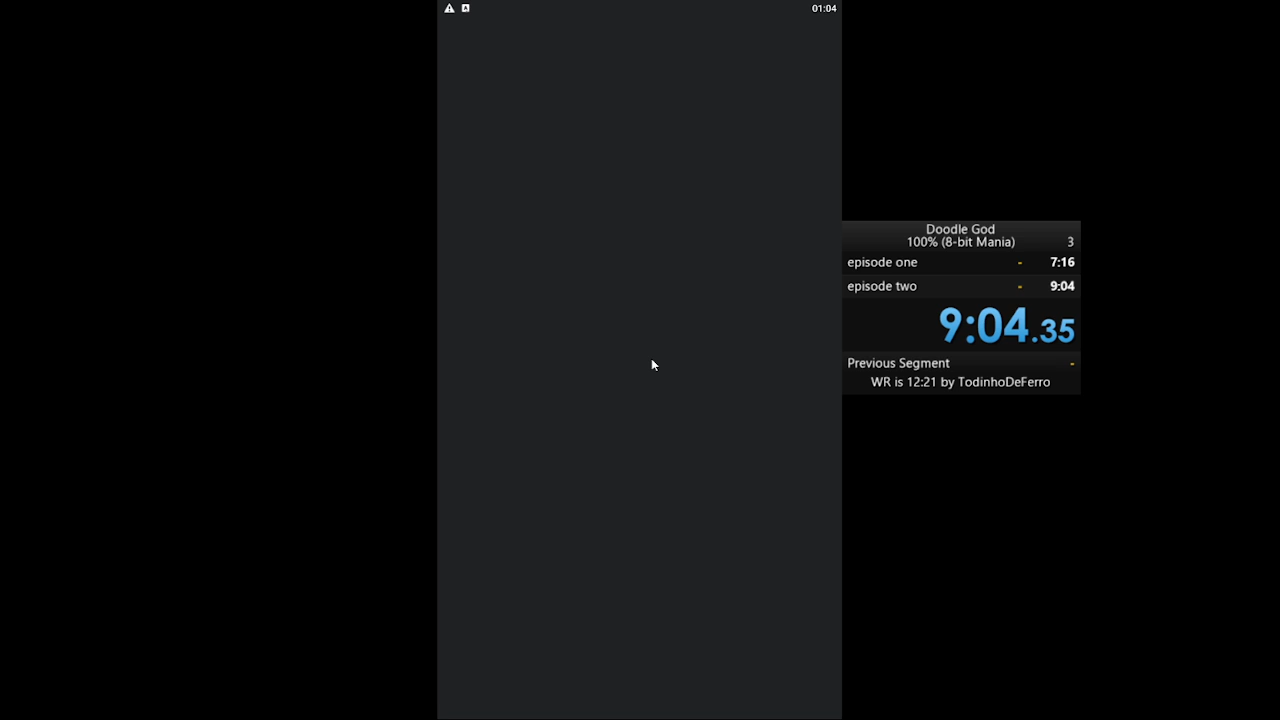 01:04
Doodle God
100% (8-bit Mania) 3
episode one - 7:16
episode two - 9:04
9:04.35
Previous Segment -
WR is 12:21 by TodinhoDeFerro